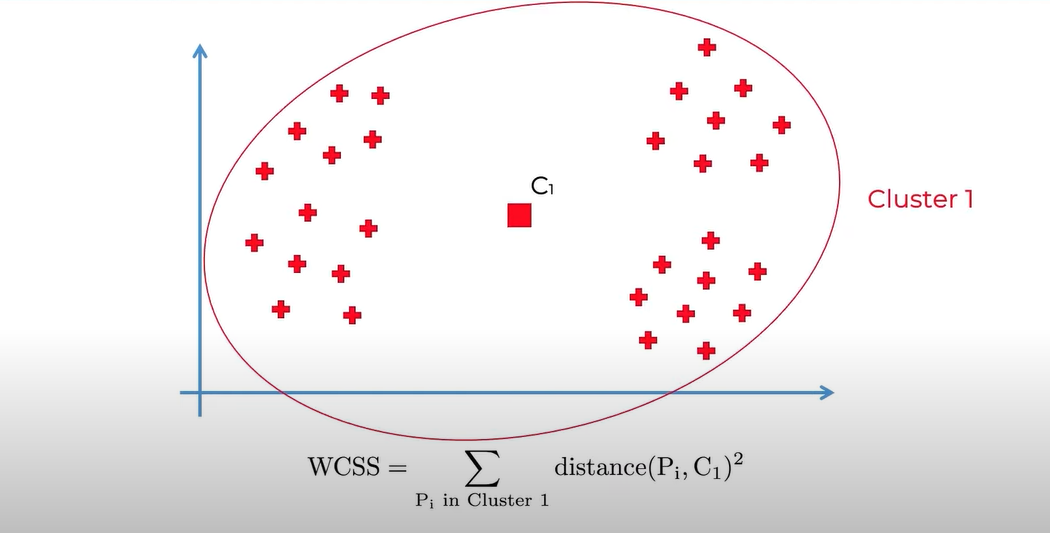 C₁
Cluster 1
WCSS = ∑ distance(Pᵢ, C₁)²
Pᵢ in Cluster 1